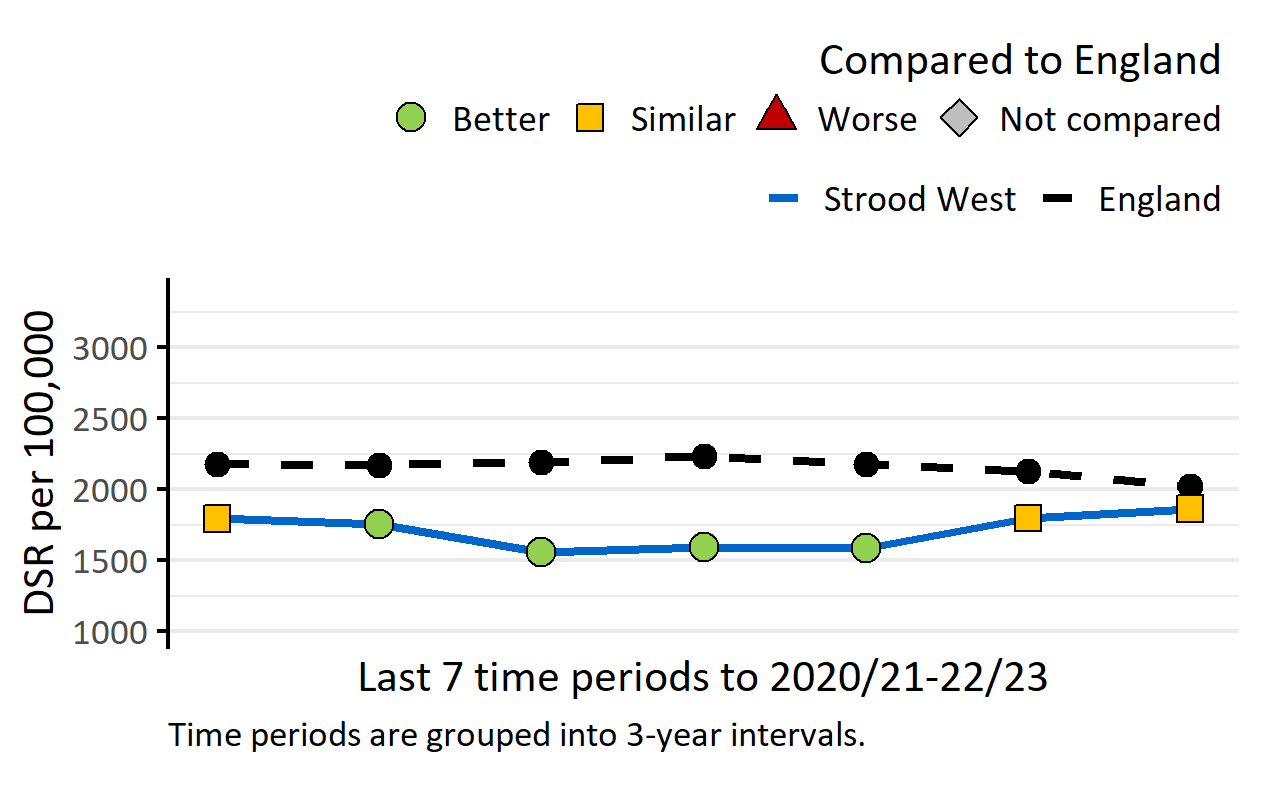 Compared to England
Better Similar Worse Not compared
Strood West England
DSR per 100,000
3000
2500
2000
1500
1000
Last 7 time periods to 2020/21-22/23
Time periods are grouped into 3-year intervals.